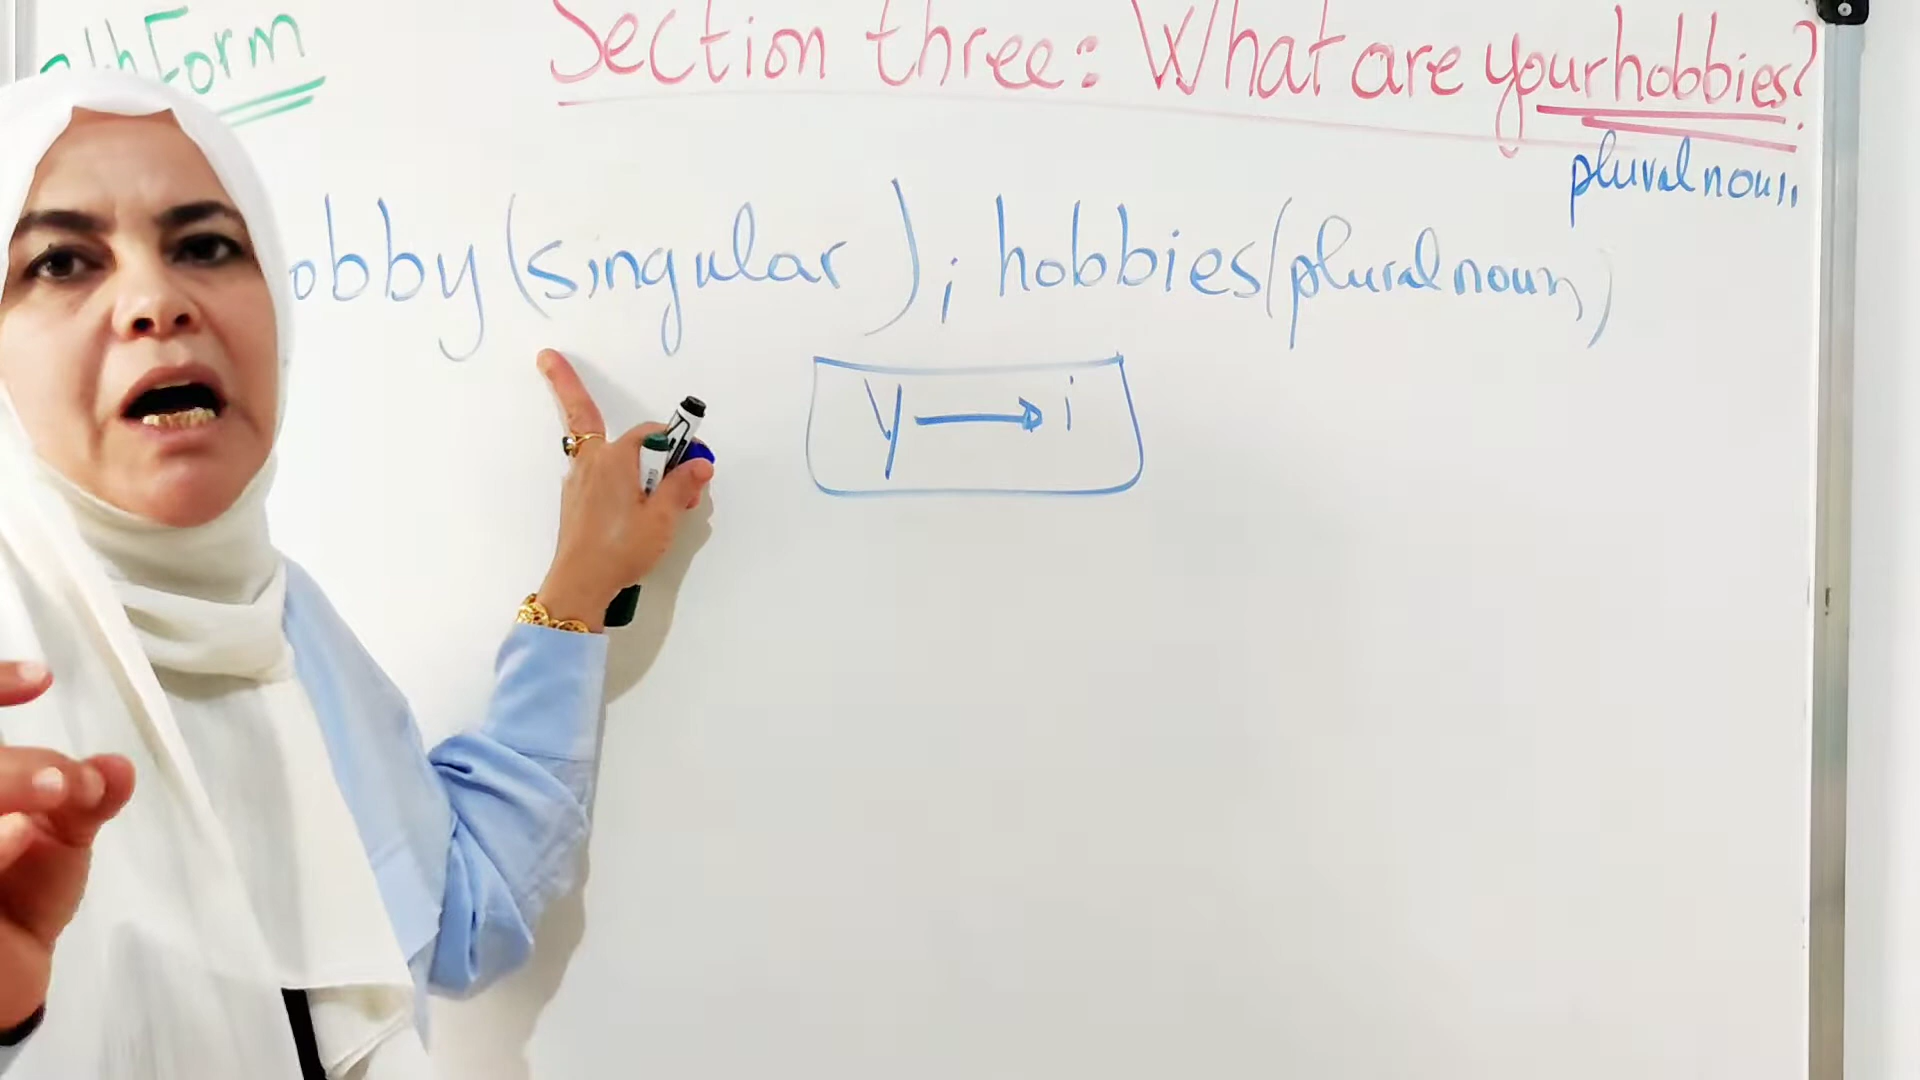 Form
Section three: What are your hobbies?
plural noun.
obby (singular); hobbies (plural noun)
y → i